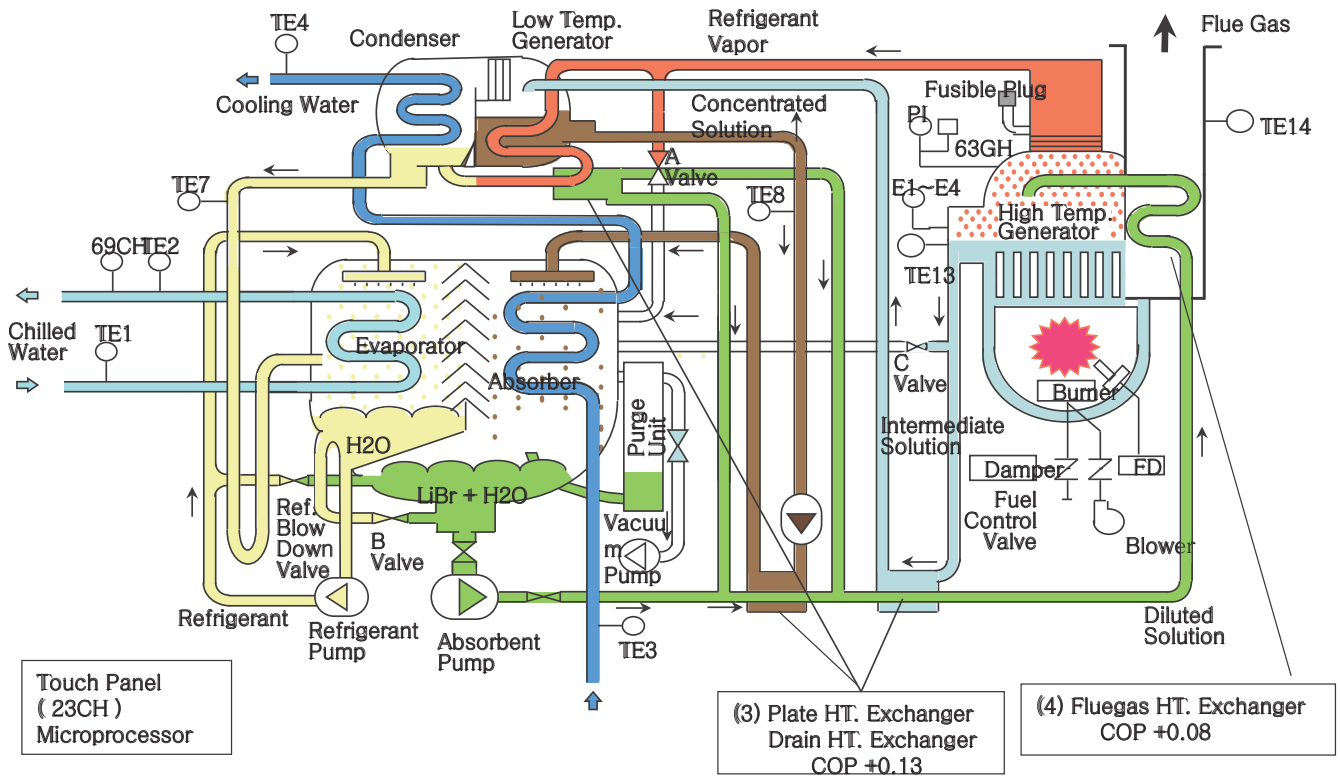 TE4
Condenser
Low Temp.
Generator
Refrigerant
Vapor
Flue Gas
Cooling Water
Concentrated
Solution
Fusible Plug
PI
63GH
TE14
TE7
A
Valve
TE8
E1~E4
High Temp.
Generator
69CH
TE2
TE13
Chilled
Water
TE1
Evaporator
Absorber
C
Valve
Burner
Purge
Unit
Intermediate
Solution
H2O
LiBr + H2O
Damper
FD
Ref.
Blow
Down
Valve
B
Valve
Vacuu
m
Pump
Fuel
Control
Valve
Blower
Refrigerant
Refrigerant
Pump
Absorbent
Pump
TE3
Diluted
Solution
Touch Panel
( 23CH )
Microprocessor
(3) Plate HT. Exchanger
Drain HT. Exchanger
COP +0.13
(4) Fluegas HT. Exchanger
COP +0.08